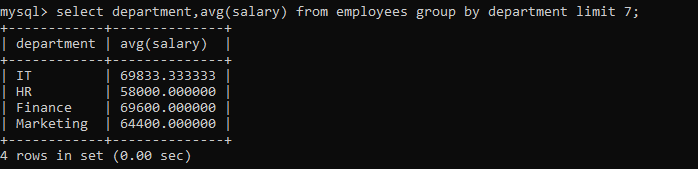 mysql> select department,avg(salary) from employees group by department limit 7;
+------------+--------------+
| department | avg(salary)  |
+------------+--------------+
| IT         | 69833.333333 |
| HR         | 58000.000000 |
| Finance    | 69600.000000 |
| Marketing  | 64400.000000 |
+------------+--------------+
4 rows in set (0.00 sec)